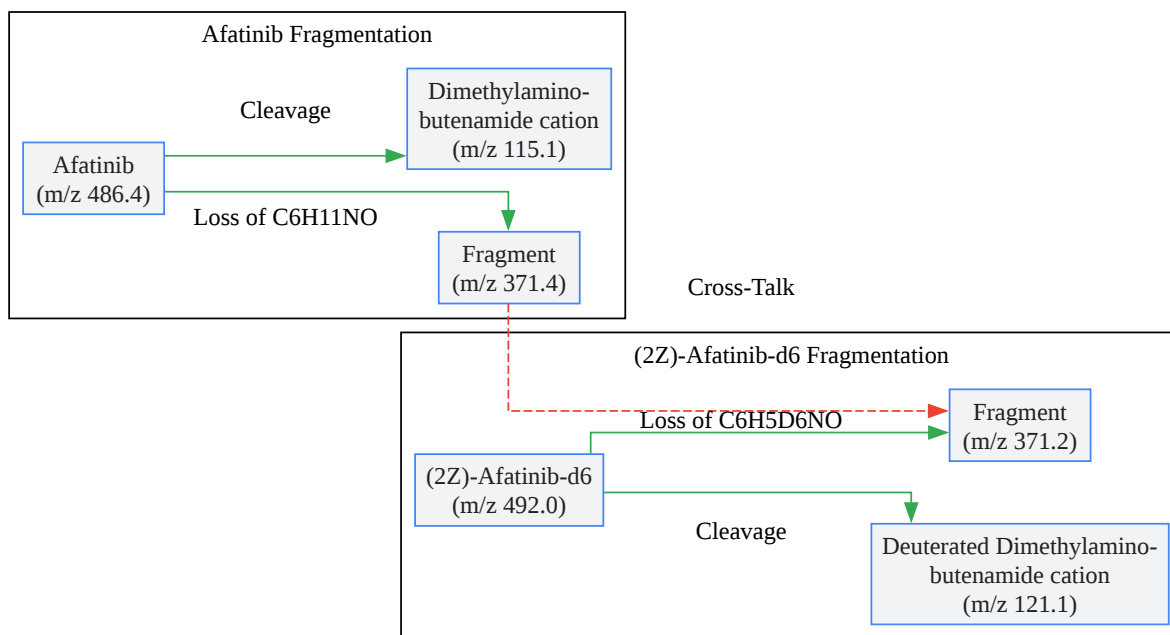 Afatinib Fragmentation
Dimethylamino-
butenamide cation
(m/z 115.1)
Cleavage
Afatinib
(m/z 486.4)
Loss of C6H11NO
Fragment
(m/z 371.4)
Cross-Talk
(2Z)-Afatinib-d6 Fragmentation
Fragment
(m/z 371.2)
Loss of C6H5D6NO
(2Z)-Afatinib-d6
(m/z 492.0)
Cleavage
Deuterated Dimethylamino-
butenamide cation
(m/z 121.1)